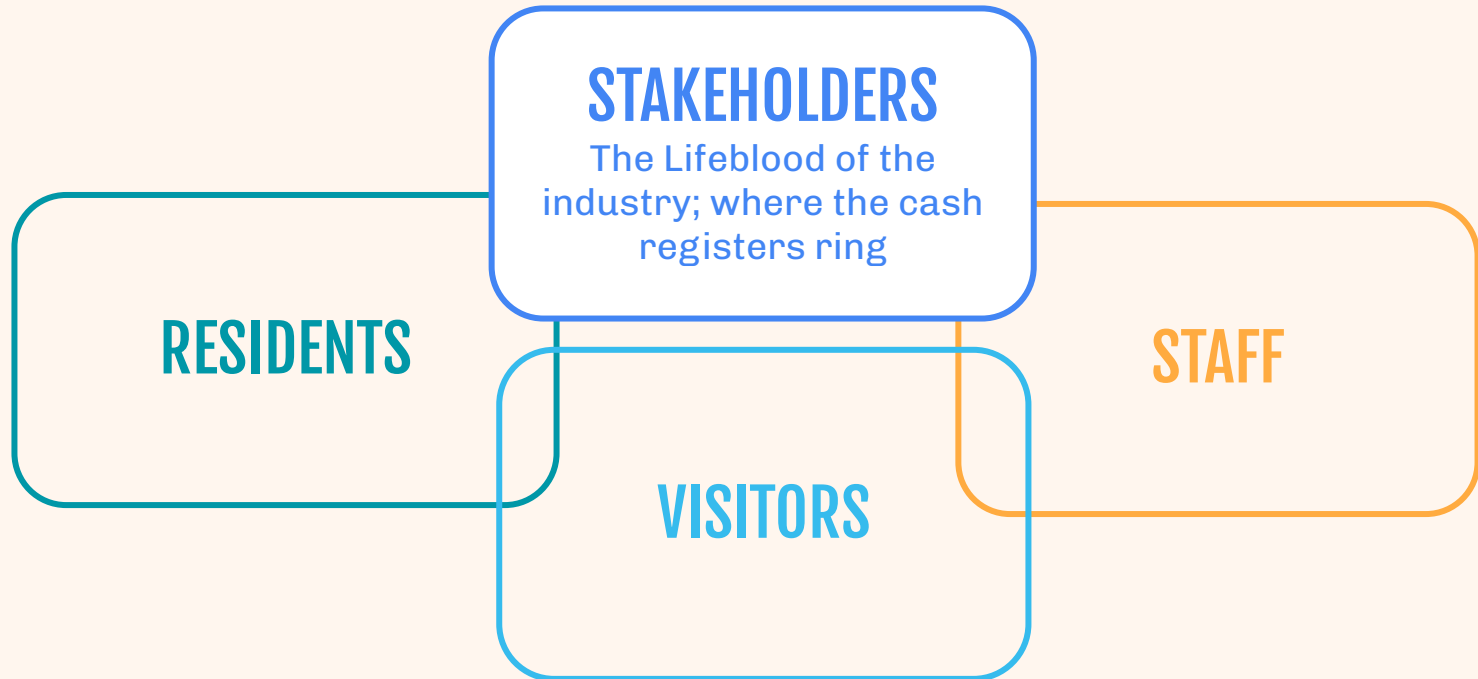 STAKEHOLDERS
The Lifeblood of the
industry; where the cash
registers ring
RESIDENTS
STAFF
VISITORS